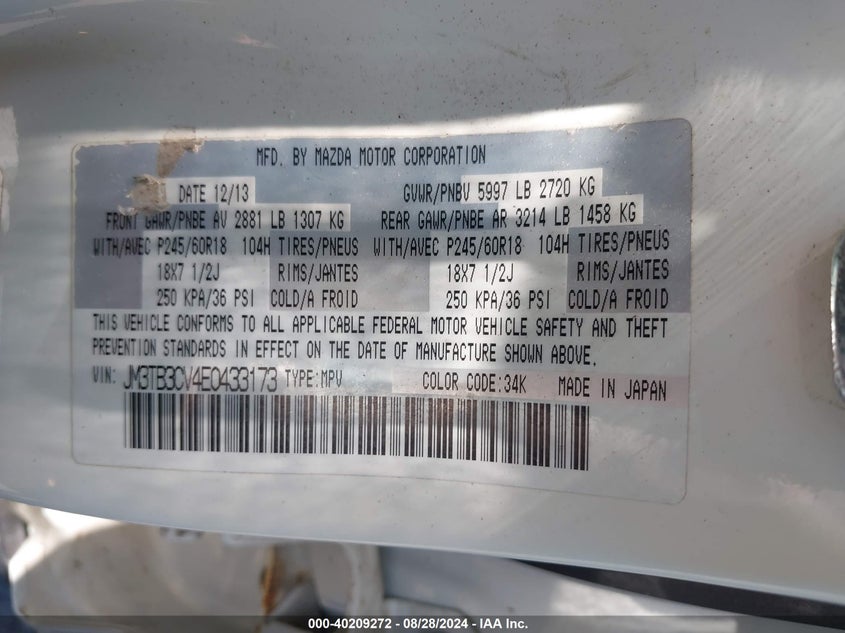 MFD. BY MAZDA MOTOR CORPORATION
DATE 12/13 GVWR/PNBV 5997 LB 2720 KG
FRONT GAWR/PNBE AV 2881 LB 1307 KG REAR GAWR/PNBE AR 3214 LB 1458 KG
WITH/AVEC P245/60R18 104H TIRES/PNEUS WITH/AVEC P245/60R18 104H TIRES/PNEUS
18X7 1/2J RIMS/JANTES 18X7 1/2J RIMS/JANTES
250 KPA/36 PSI COLD/A FROID 250 KPA/36 PSI COLD/A FROID
THIS VEHICLE CONFORMS TO ALL APPLICABLE FEDERAL MOTOR VEHICLE SAFETY AND THEFT
PREVENTION STANDARDS IN EFFECT ON THE DATE OF MANUFACTURE SHOWN ABOVE.
VIN: JM3TB3CV4E0433173 TYPE:MPV COLOR CODE:34K MADE IN JAPAN
000-40209272 - 08/28/2024 - IAA Inc.